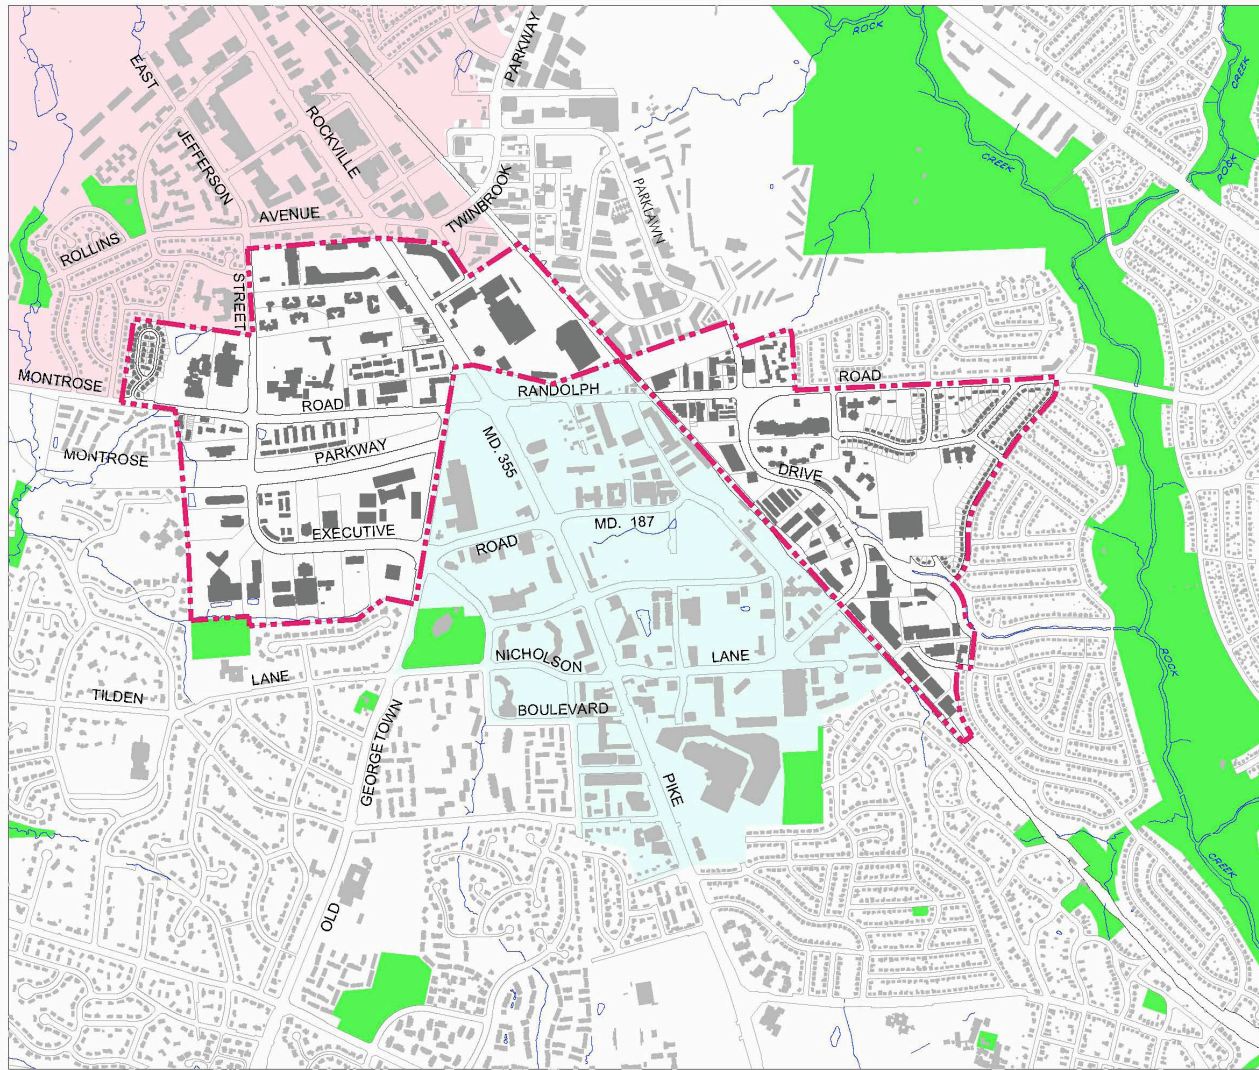 PARKWAY
ROCK
EAST
CREEK
ROCKVILLE
JEFFERSON
CREEK
ROCK
TWINBROOK
PARKLAWN
AVENUE
ROLLINS
STREET
MONTROSE
ROAD
RANDOLPH
ROAD
MD. 355
PARKWAY
MONTROSE
DRIVE
MD. 187
EXECUTIVE
ROAD
NICHOLSON
LANE
ROCK
LANE
TILDEN
BOULEVARD
GEORGETOWN
PIKE
CREEK
OLD